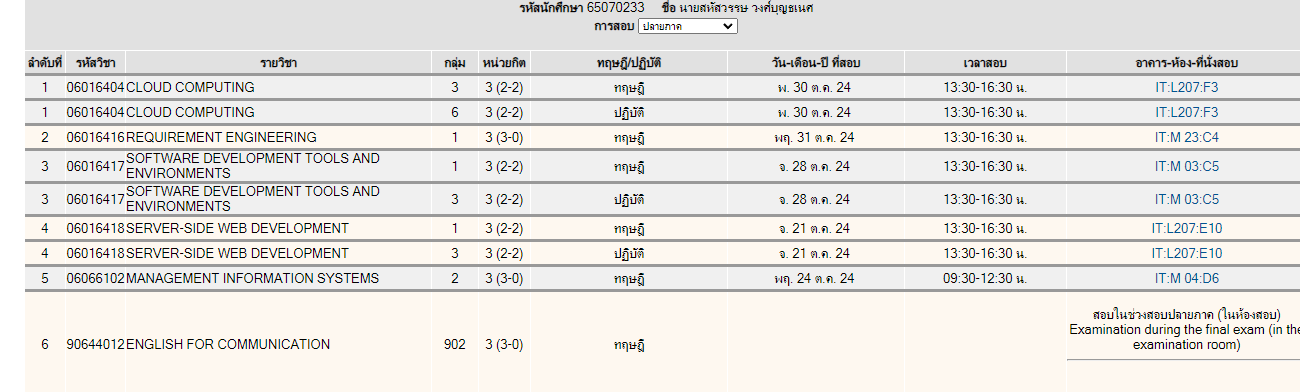 รหัสนักศึกษา 65070233 ชื่อ นายสหัสวรรษ วงศ์บุญชเนศ
การสอบ ปลายภาค
ลำดับที่ รหัสวิชา รายวิชา กลุ่ม หน่วยกิต ทฤษฎี/ปฏิบัติ วัน-เดือน-ปี ที่สอบ เวลาสอบ อาคาร-ห้อง-ที่นั่งสอบ
1 06016404 CLOUD COMPUTING 3 3 (2-2) ทฤษฎี พ. 30 ต.ค. 24 13:30-16:30 น. IT:L207:F3
1 06016404 CLOUD COMPUTING 6 3 (2-2) ปฏิบัติ พ. 30 ต.ค. 24 13:30-16:30 น. IT:L207:F3
2 06016416 REQUIREMENT ENGINEERING 1 3 (3-0) ทฤษฎี พฤ. 31 ต.ค. 24 13:30-16:30 น. IT:M 23:C4
3 06016417 SOFTWARE DEVELOPMENT TOOLS AND
ENVIRONMENTS 1 3 (2-2) ทฤษฎี จ. 28 ต.ค. 24 13:30-16:30 น. IT:M 03:C5
3 06016417 SOFTWARE DEVELOPMENT TOOLS AND
ENVIRONMENTS 3 3 (2-2) ปฏิบัติ จ. 28 ต.ค. 24 13:30-16:30 น. IT:M 03:C5
4 06016418 SERVER-SIDE WEB DEVELOPMENT 1 3 (2-2) ทฤษฎี จ. 21 ต.ค. 24 13:30-16:30 น. IT:L207:E10
4 06016418 SERVER-SIDE WEB DEVELOPMENT 3 3 (2-2) ปฏิบัติ จ. 21 ต.ค. 24 13:30-16:30 น. IT:L207:E10
5 06066102 MANAGEMENT INFORMATION SYSTEMS 2 3 (3-0) ทฤษฎี พฤ. 24 ต.ค. 24 09:30-12:30 น. IT:M 04:D6
6 90644012 ENGLISH FOR COMMUNICATION 902 3 (3-0) ทฤษฎี
สอบในช่วงสอบปลายภาค (ในห้องสอบ)
Examination during the final exam (in the
examination room)